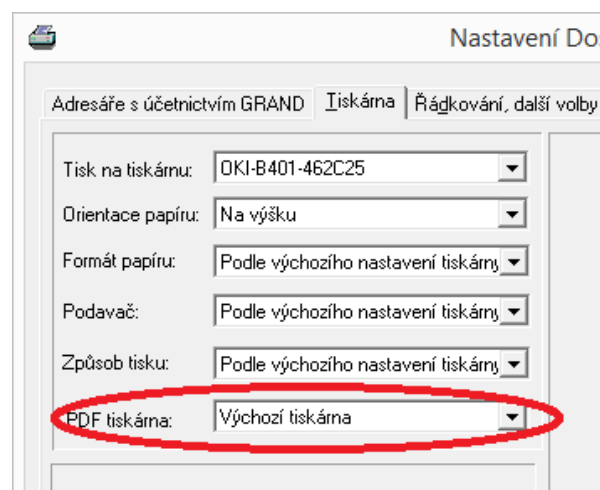 Nastavení Do
Adresáře s účetnictvím GRAND Tiskárna Řádkování, další volby
Tisk na tiskárnu: OKI-B401-462C25
Orientace papíru: Na výšku
Formát papíru: Podle výchozího nastavení tiskárny
Podavač: Podle výchozího nastavení tiskárny
Způsob tisku: Podle výchozího nastavení tiskárny
PDF tiskárna: Výchozí tiskárna